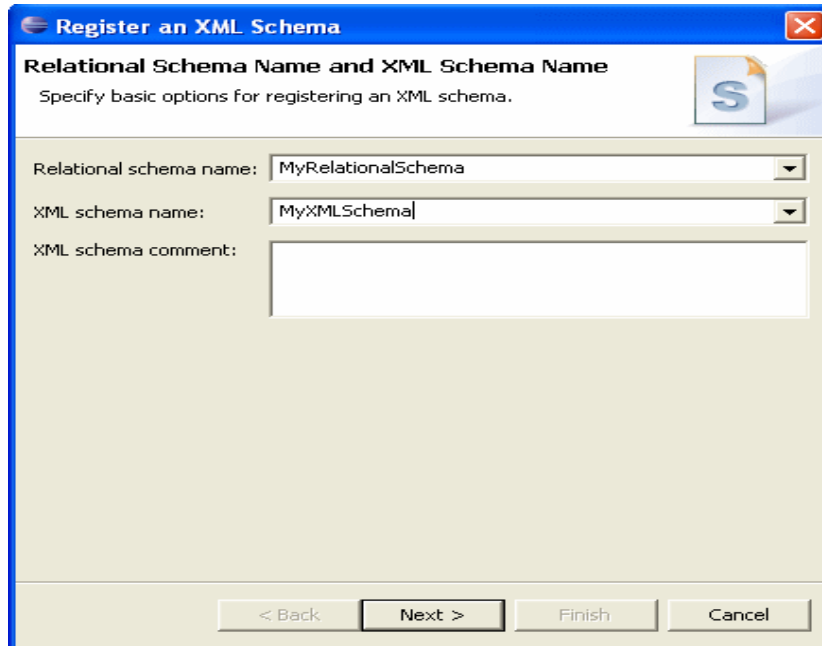 Register an XML Schema
Relational Schema Name and XML Schema Name
Specify basic options for registering an XML schema.
S
Relational schema name: MyRelationalSchema
XML schema name: MyXMLSchema
XML schema comment:
< Back Next > Finish Cancel